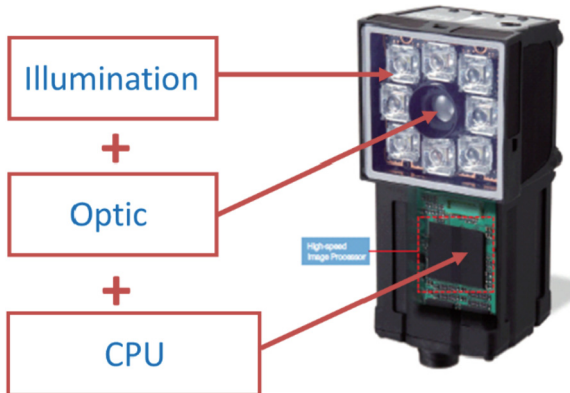 Illumination
+
Optic
+
CPU
High-speed
Image Processor